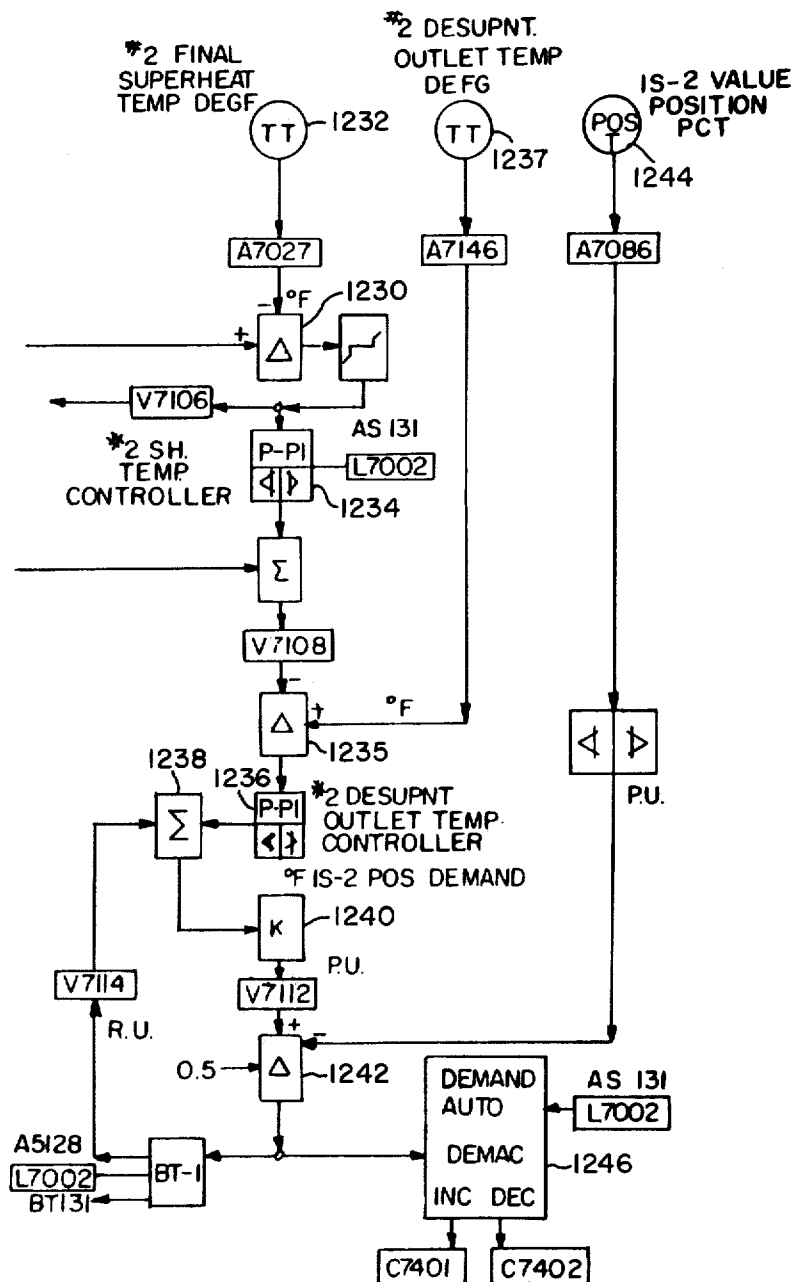 *2 FINAL
SUPERHEAT
TEMP DEGF
*2 DESUPNT.
OUTLET TEMP
DEFG
IS-2 VALUE
POSITION
PCT
TT
1232
TT
1237
POS
T
1244
A7027
A7146
A7086
- °F
1230
+
Δ
V7106
AS 131
*2 SH.
TEMP.
CONTROLLER
P-PI
L7002
1234
Σ
V7108
-
Δ
+
°F
1235
1238
1236
P-PI
*2 DESUPNT
OUTLET TEMP.
CONTROLLER
Σ
P.U.
°F IS-2 POS DEMAND
K
1240
P.U.
V7114
V7112
R.U.
+
-
0.5
Δ
1242
DEMAND
AUTO
AS 131
L7002
DEMAC
1246
INC DEC
A5128
L7002
BT-1
BT131
C7401
C7402